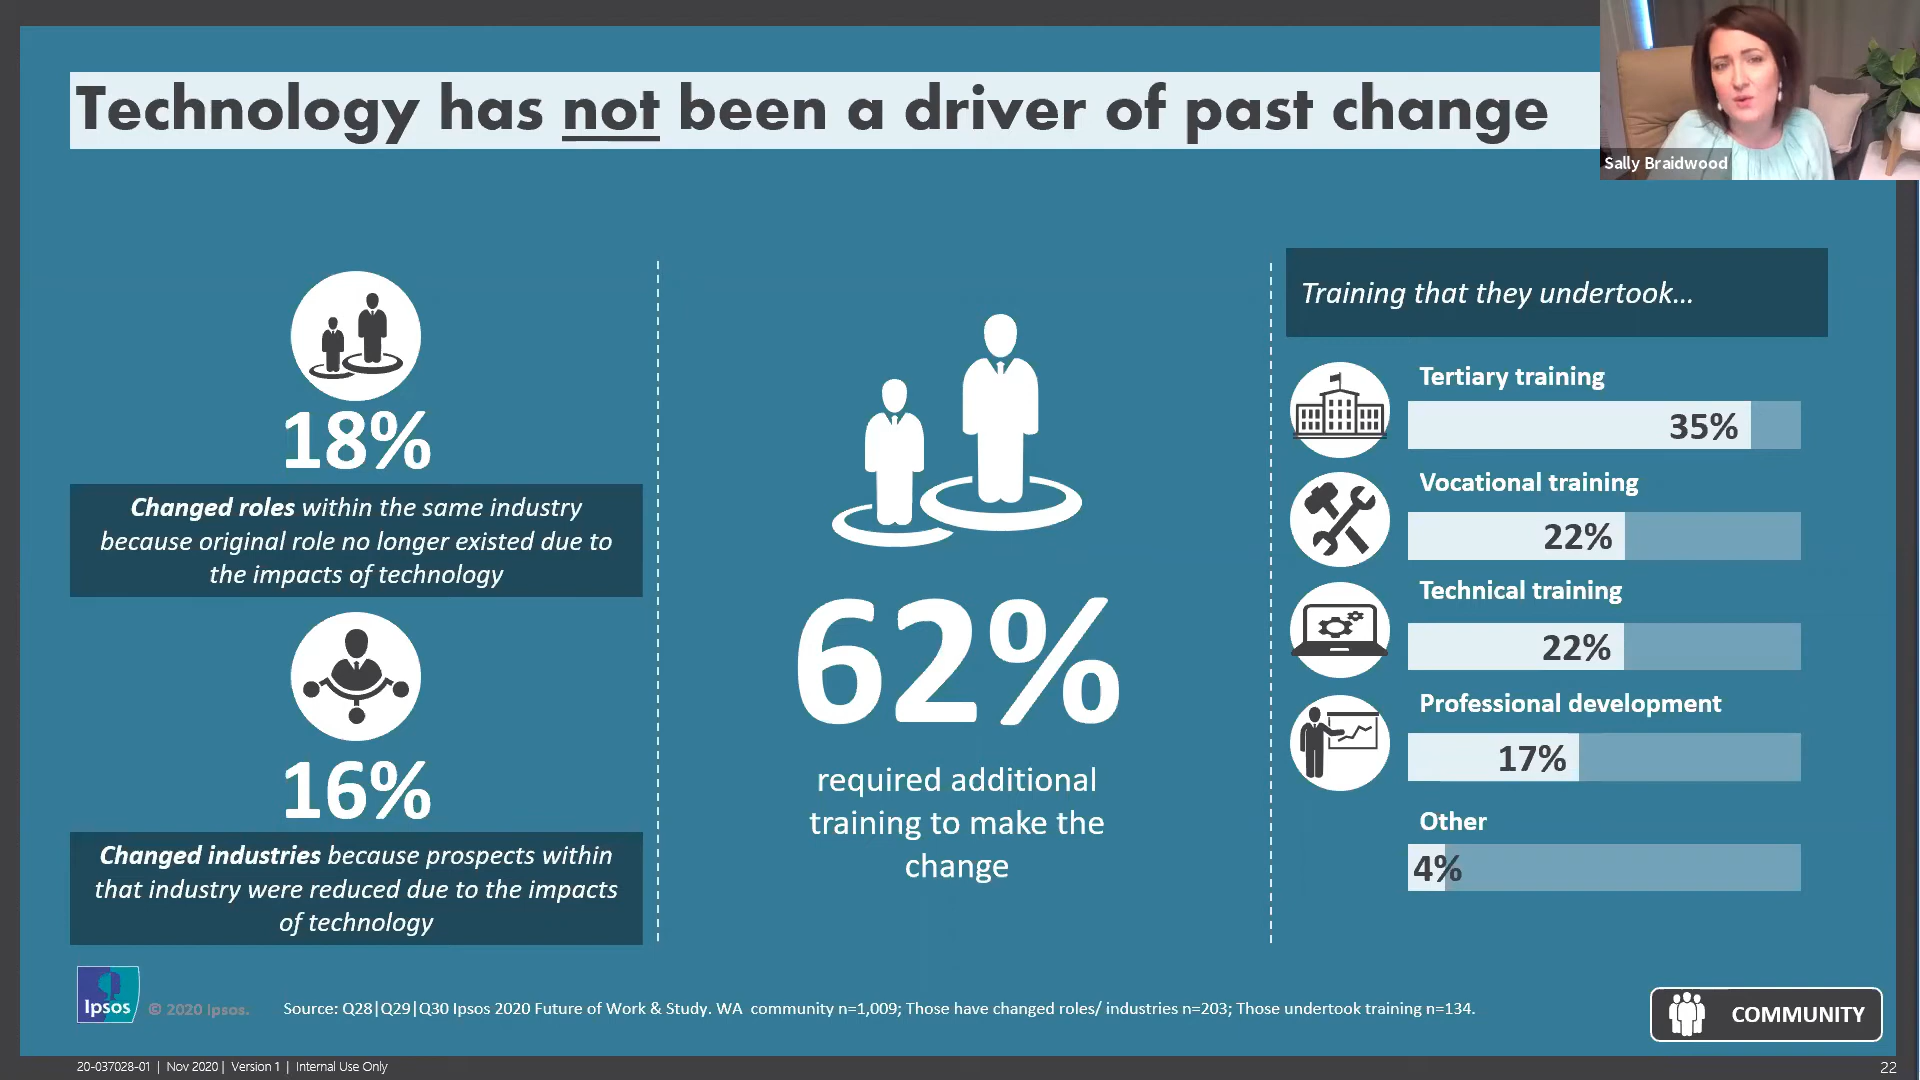 Technology has not been a driver of past change
Sally Braidwood
18%
Changed roles within the same industry
because original role no longer existed due to
the impacts of technology
16%
Changed industries because prospects within
that industry were reduced due to the impacts
of technology
62%
required additional
training to make the
change
Training that they undertook...
Tertiary training
35%
Vocational training
22%
Technical training
22%
Professional development
17%
Other
4%
Ipsos
© 2020 Ipsos.
Source: Q28|Q29|Q30 Ipsos 2020 Future of Work & Study. WA community n=1,009; Those have changed roles/ industries n=203; Those undertook training n=134.
COMMUNITY
20-037028-01 | Nov 2020 | Version 1 | Internal Use Only
22